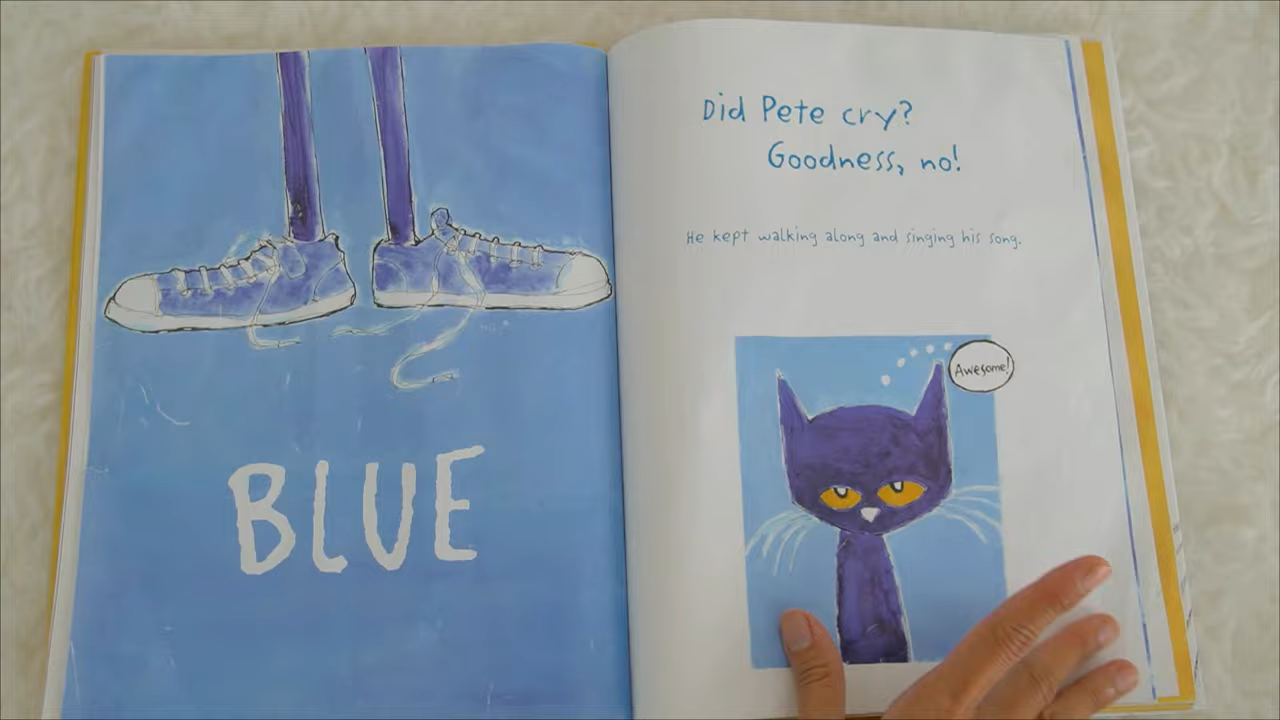 BLUE
Did Pete cry?
Goodness, no!
He kept walking along and singing his song.
Awesome!